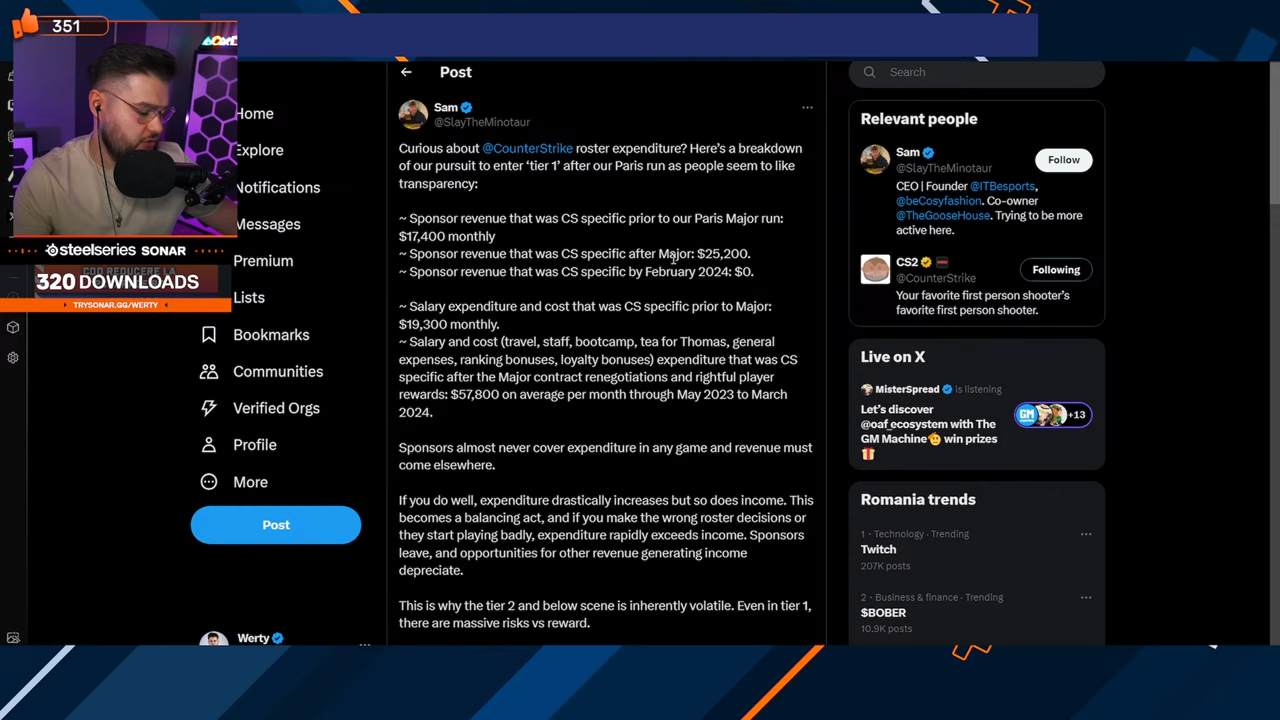 351
steelseries SONAR
COD REDUCERE LA
320 DOWNLOADS
TRYSONAR.GG/WERTY
Home
Explore
Notifications
Messages
Premium
Lists
Bookmarks
Communities
Verified Orgs
Profile
More
Post
Werty
Post
Sam
@SlayTheMinotaur
Curious about @CounterStrike roster expenditure? Here's a breakdown
of our pursuit to enter 'tier 1' after our Paris run as people seem to like
transparency:
~ Sponsor revenue that was CS specific prior to our Paris Major run:
$17,400 monthly
~ Sponsor revenue that was CS specific after Major: $25,200.
~ Sponsor revenue that was CS specific by February 2024: $0.
~ Salary expenditure and cost that was CS specific prior to Major:
$19,300 monthly.
~ Salary and cost (travel, staff, bootcamp, tea for Thomas, general
expenses, ranking bonuses, loyalty bonuses) expenditure that was CS
specific after the Major contract renegotiations and rightful player
rewards: $57,800 on average per month through May 2023 to March
2024.
Sponsors almost never cover expenditure in any game and revenue must
come elsewhere.
If you do well, expenditure drastically increases but so does income. This
becomes a balancing act, and if you make the wrong roster decisions or
they start playing badly, expenditure rapidly exceeds income. Sponsors
leave, and opportunities for other revenue generating income
depreciate.
This is why the tier 2 and below scene is inherently volatile. Even in tier 1,
there are massive risks vs reward.
Search
Relevant people
Sam
@SlayTheMinotaur
Follow
CEO | Founder @ITBesports,
@beCosyfashion. Co-owner
@TheGooseHouse. Trying to be more
active here.
CS2
@CounterStrike
Following
Your favorite first person shooter's
favorite first person shooter.
Live on X
MisterSpread is listening
Let's discover
@oaf_ecosystem with The
GM Machine win prizes
GM
+13
Romania trends
1 · Technology · Trending
Twitch
207K posts
2 · Business & finance · Trending
$BOBER
10.9K posts